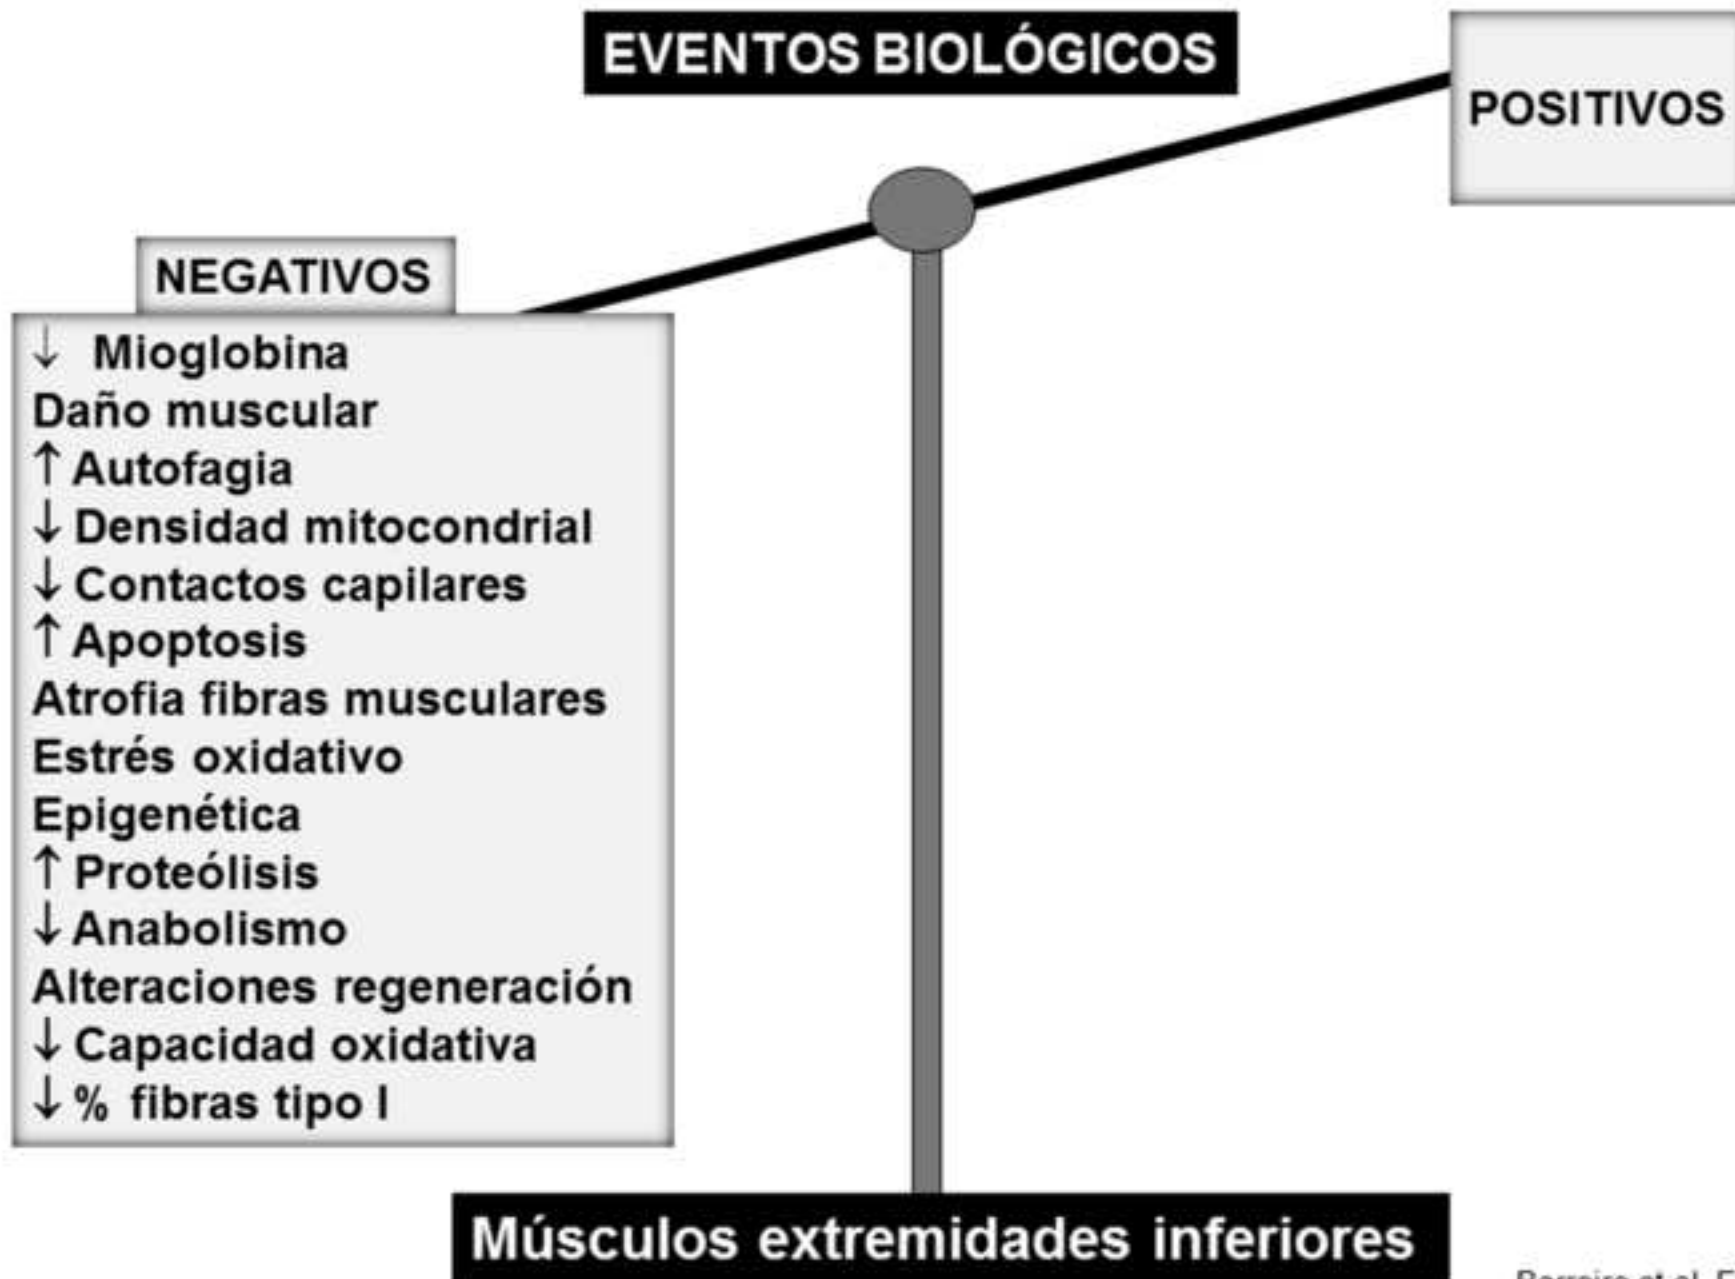 EVENTOS BIOLÓGICOS
POSITIVOS
NEGATIVOS
↓ Mioglobina
Daño muscular
↑ Autofagia
↓ Densidad mitocondrial
↓ Contactos capilares
↑ Apoptosis
Atrofia fibras musculares
Estrés oxidativo
Epigenética
↑ Proteólisis
↓ Anabolismo
Alteraciones regeneración
↓ Capacidad oxidativa
↓ % fibras tipo I
Músculos extremidades inferiores